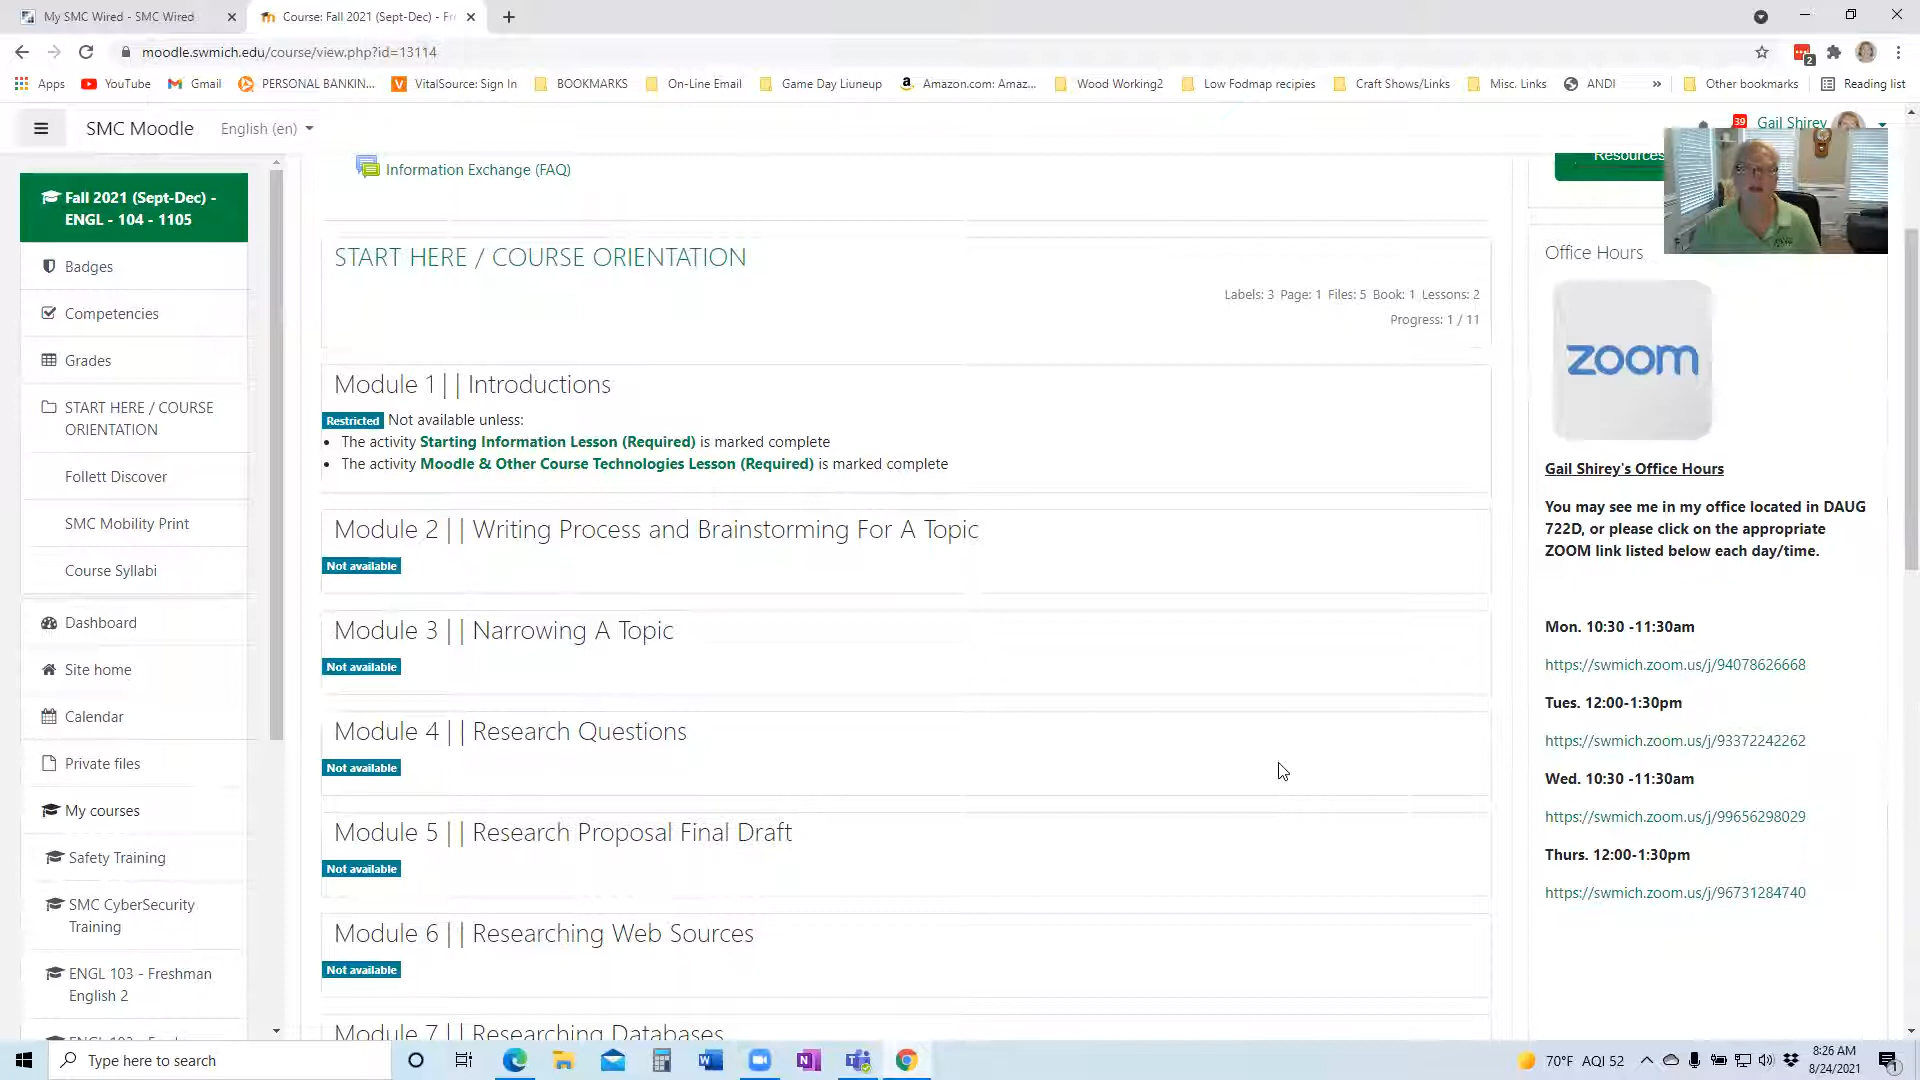 My SMC Wired - SMC Wired
Course: Fall 2021 (Sept-Dec) - Fr
moodle.swmich.edu/course/view.php?id=13114
2
Apps
YouTube
Gmail
PERSONAL BANKIN...
VitalSource: Sign In
BOOKMARKS
On-Line Email
Game Day Liuneup
Amazon.com: Amaz...
Wood Working2
Low Fodmap recipies
Craft Shows/Links
Misc. Links
ANDI
»
Other bookmarks
Reading list
SMC Moodle
English (en)
39
Gail Shirey
Fall 2021 (Sept-Dec) -
ENGL - 104 - 1105
Badges
Competencies
Grades
START HERE / COURSE
ORIENTATION
Follett Discover
SMC Mobility Print
Course Syllabi
Dashboard
Site home
Calendar
Private files
My courses
Safety Training
SMC CyberSecurity
Training
ENGL 103 - Freshman
English 2
Information Exchange (FAQ)
START HERE / COURSE ORIENTATION
Labels: 3 Page: 1 Files: 5 Book: 1 Lessons: 2
Progress: 1 / 11
Module 1 | | Introductions
Restricted Not available unless:
• The activity Starting Information Lesson (Required) is marked complete
• The activity Moodle & Other Course Technologies Lesson (Required) is marked complete
Module 2 | | Writing Process and Brainstorming For A Topic
Not available
Module 3 | | Narrowing A Topic
Not available
Module 4 | | Research Questions
Not available
Module 5 | | Research Proposal Final Draft
Not available
Module 6 | | Researching Web Sources
Not available
Module 7 | | Researching Databases
Resources
Office Hours
zoom
Gail Shirey's Office Hours
You may see me in my office located in DAUG
722D, or please click on the appropriate
ZOOM link listed below each day/time.
Mon. 10:30 -11:30am
https://swmich.zoom.us/j/94078626668
Tues. 12:00-1:30pm
https://swmich.zoom.us/j/93372242262
Wed. 10:30 -11:30am
https://swmich.zoom.us/j/99656298029
Thurs. 12:00-1:30pm
https://swmich.zoom.us/j/96731284740
Type here to search
70°F AQI 52
8:26 AM
8/24/2021
1